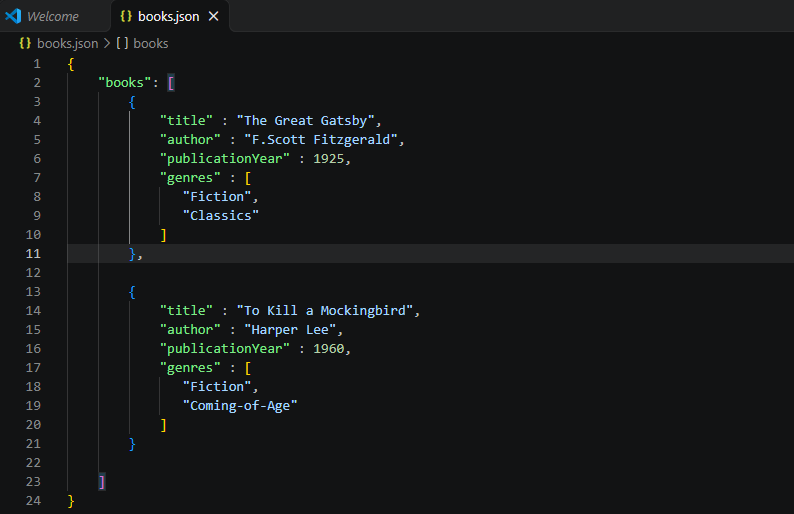 Welcome
{} books.json ×
{} books.json > [ ] books
1 {
2 "books": [
3 {
4 "title" : "The Great Gatsby",
5 "author" : "F.Scott Fitzgerald",
6 "publicationYear" : 1925,
7 "genres" : [
8 "Fiction",
9 "Classics"
10 ]
11 },
12
13 {
14 "title" : "To Kill a Mockingbird",
15 "author" : "Harper Lee",
16 "publicationYear" : 1960,
17 "genres" : [
18 "Fiction",
19 "Coming-of-Age"
20 ]
21 }
22
23 ]
24 }